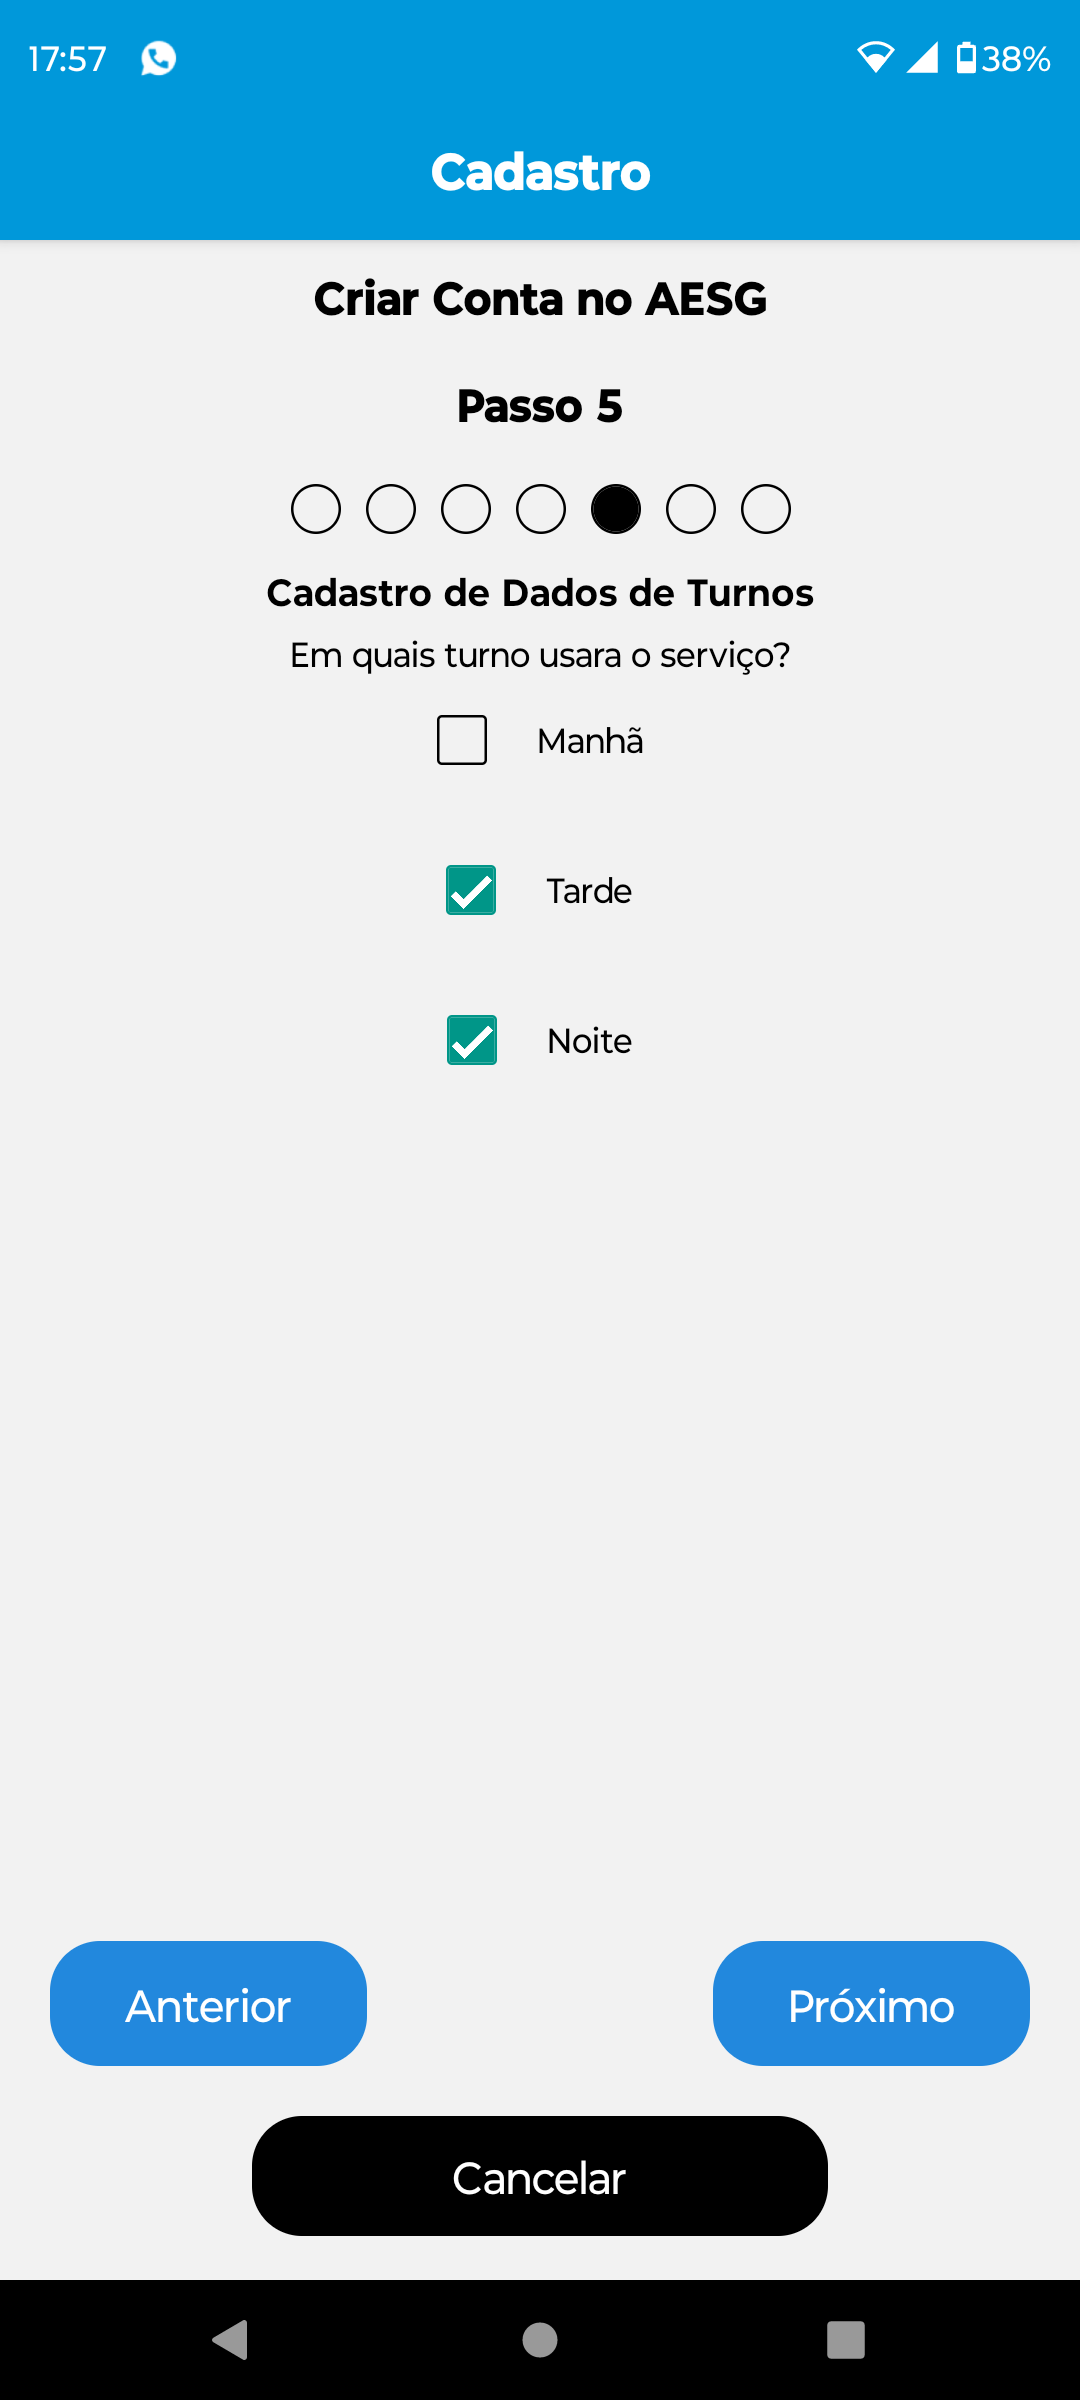 17:57
38%
Cadastro
Criar Conta no AESG
Passo 5
Cadastro de Dados de Turnos
Em quais turno usara o serviço?
Manhã
Tarde
Noite
Anterior
Próximo
Cancelar